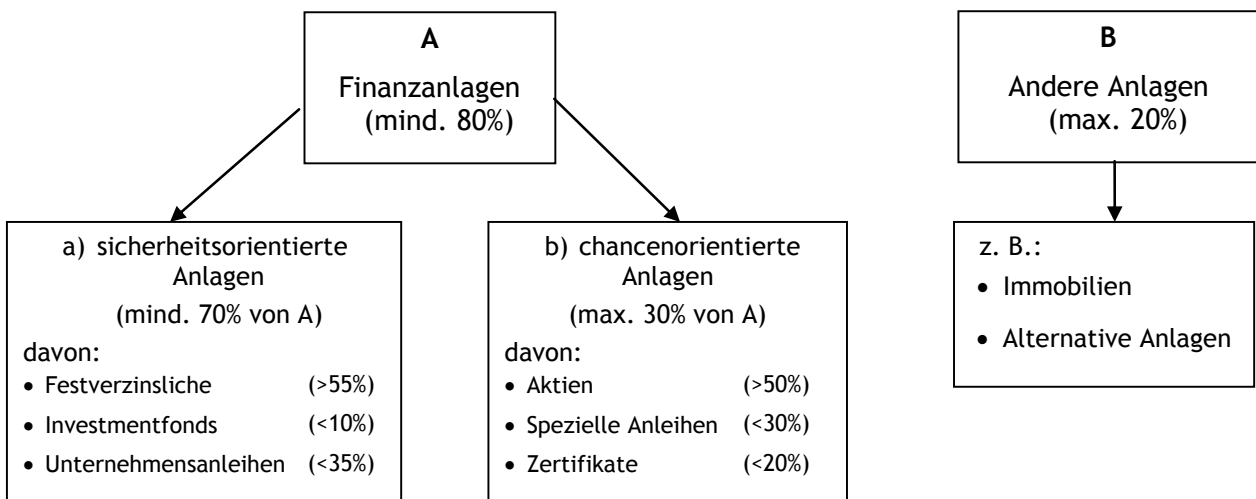 A
Finanzanlagen
(mind. 80%)
B
Andere Anlagen
(max. 20%)
a) sicherheitsorientierte
Anlagen
(mind. 70% von A)
davon:
• Festverzinsliche (>55%)
• Investmentfonds (<10%)
• Unternehmensanleihen (<35%)
b) chancenorientierte
Anlagen
(max. 30% von A)
davon:
• Aktien (>50%)
• Spezielle Anleihen (<30%)
• Zertifikate (<20%)
z. B.:
• Immobilien
• Alternative Anlagen